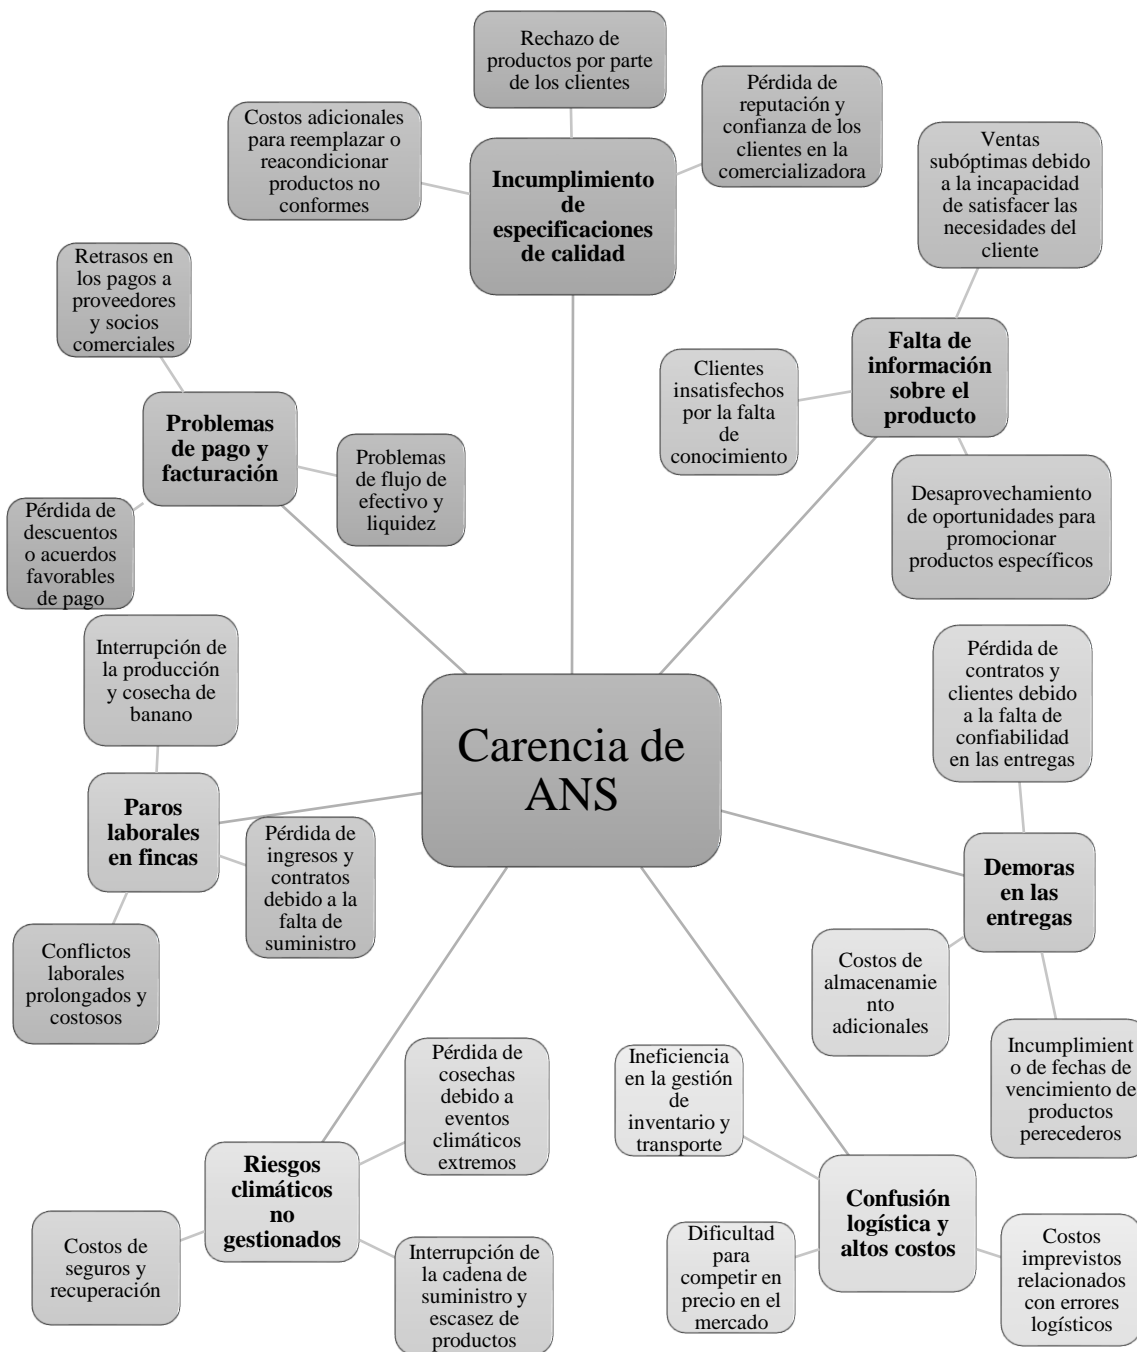 Rechazo de
productos por parte
de los clientes
Costos adicionales
para reemplazar o
reacondicionar
productos no
conformes
Pérdida de
reputación y
confianza de los
clientes en la
comercializadora
Incumplimiento
de
especificaciones
de calidad
Ventas
subóptimas debido
a la incapacidad
de satisfacer las
necesidades del
cliente
Falta de
información
sobre el
producto
Clientes
insatisfechos
por la falta
de
conocimiento
Desaprovechamiento
de oportunidades para
promocionar
productos específicos
Retrasos en
los pagos a
proveedores
y socios
comerciales
Problemas
de pago y
facturación
Problemas
de flujo de
efectivo y
liquidez
Pérdida de
descuentos
o acuerdos
favorables
de pago
Carencia de
ANS
Interrupción de
la producción
y cosecha de
banano
Paros
laborales
en fincas
Pérdida de
ingresos y
contratos
debido a la
falta de
suministro
Conflictos
laborales
prolongados y
costosos
Pérdida de
contratos y
clientes debido
a la falta de
confiabilidad
en las entregas
Demoras
en las
entregas
Costos de
almacenamie
nto
adicionales
Incumplimient
o de fechas de
vencimiento de
productos
perecederos
Pérdida de
cosechas
debido a
eventos
climáticos
extremos
Riesgos
climáticos
no
gestionados
Costos de
seguros y
recuperación
Interrupción de
la cadena de
suministro y
escasez de
productos
Ineficiencia
en la gestión
de
inventario y
transporte
Confusión
logística y
altos costos
Dificultad
para
competir en
precio en el
mercado
Costos
imprevistos
relacionados
con errores
logísticos